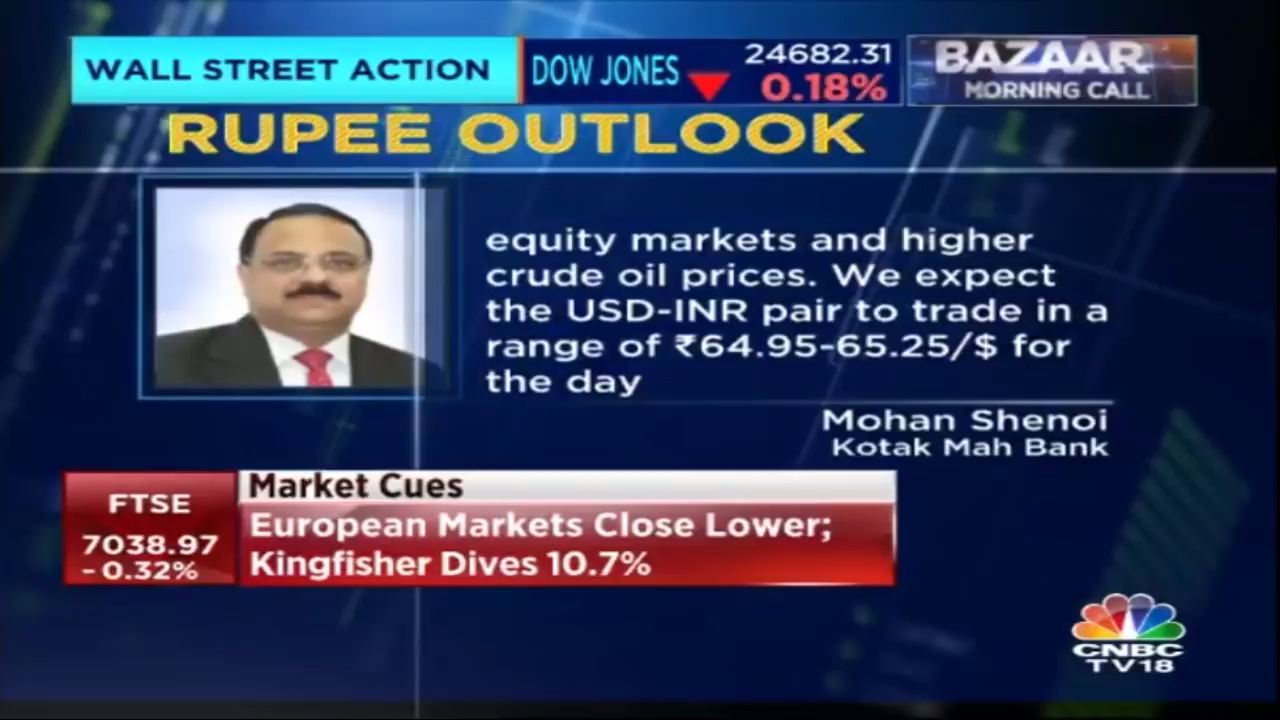 WALL STREET ACTION
DOW JONES
24682.31
0.18%
BAZAAR
MORNING CALL
RUPEE OUTLOOK
equity markets and higher
crude oil prices. We expect
the USD-INR pair to trade in a
range of ₹64.95-65.25/$ for
the day
Mohan Shenoi
Kotak Mah Bank
FTSE
7038.97
- 0.32%
Market Cues
European Markets Close Lower;
Kingfisher Dives 10.7%
CNBC
TV18